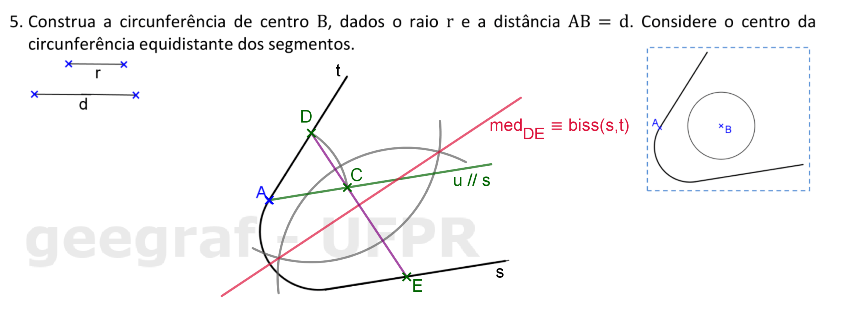 5. Construa a circunferência de centro B, dados o raio r e a distância AB = d. Considere o centro da
circunferência equidistante dos segmentos.
r
d
t
D
med_DE ≡ biss(s,t)
A
B
C
u // s
A
geegraf - UFPR
s
E